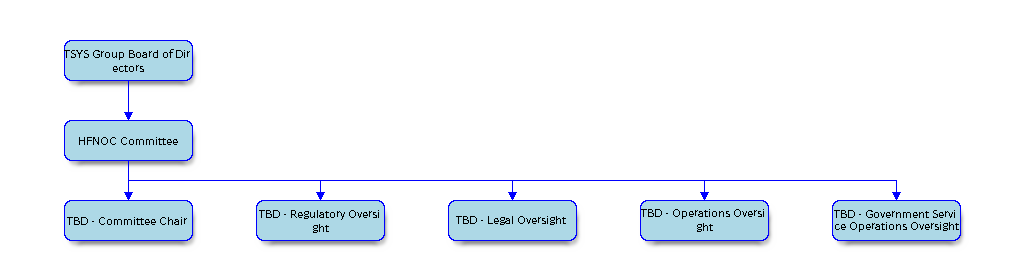 TSYS Group Board of Dir
ectors
HFNOC Committee
TBD - Committee Chair
TBD - Regulatory Oversi
ght
TBD - Legal Oversight
TBD - Operations Oversi
ght
TBD - Government Servi
ce Operations Oversight